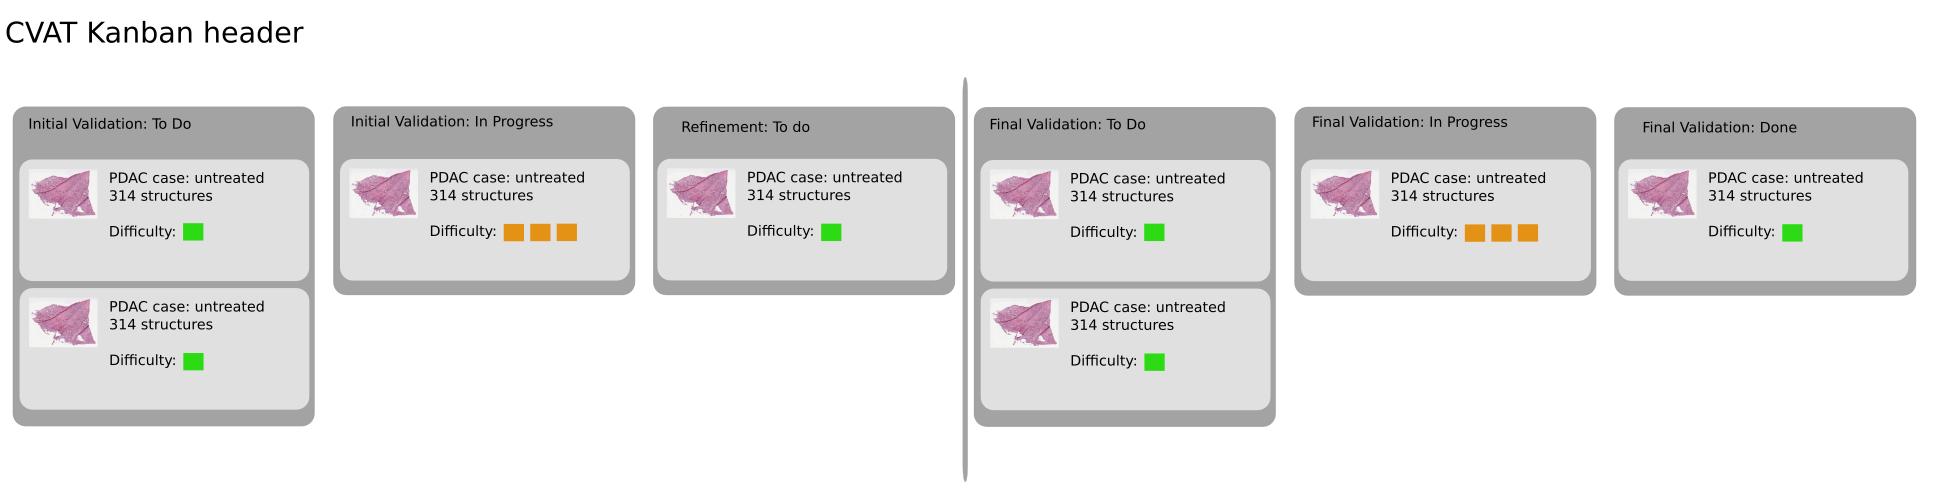 CVAT Kanban header
Initial Validation: To Do
PDAC case: untreated
314 structures
Difficulty:
PDAC case: untreated
314 structures
Difficulty:
Initial Validation: In Progress
PDAC case: untreated
314 structures
Difficulty:
Refinement: To do
PDAC case: untreated
314 structures
Difficulty:
Final Validation: To Do
PDAC case: untreated
314 structures
Difficulty:
PDAC case: untreated
314 structures
Difficulty:
Final Validation: In Progress
PDAC case: untreated
314 structures
Difficulty:
Final Validation: Done
PDAC case: untreated
314 structures
Difficulty: